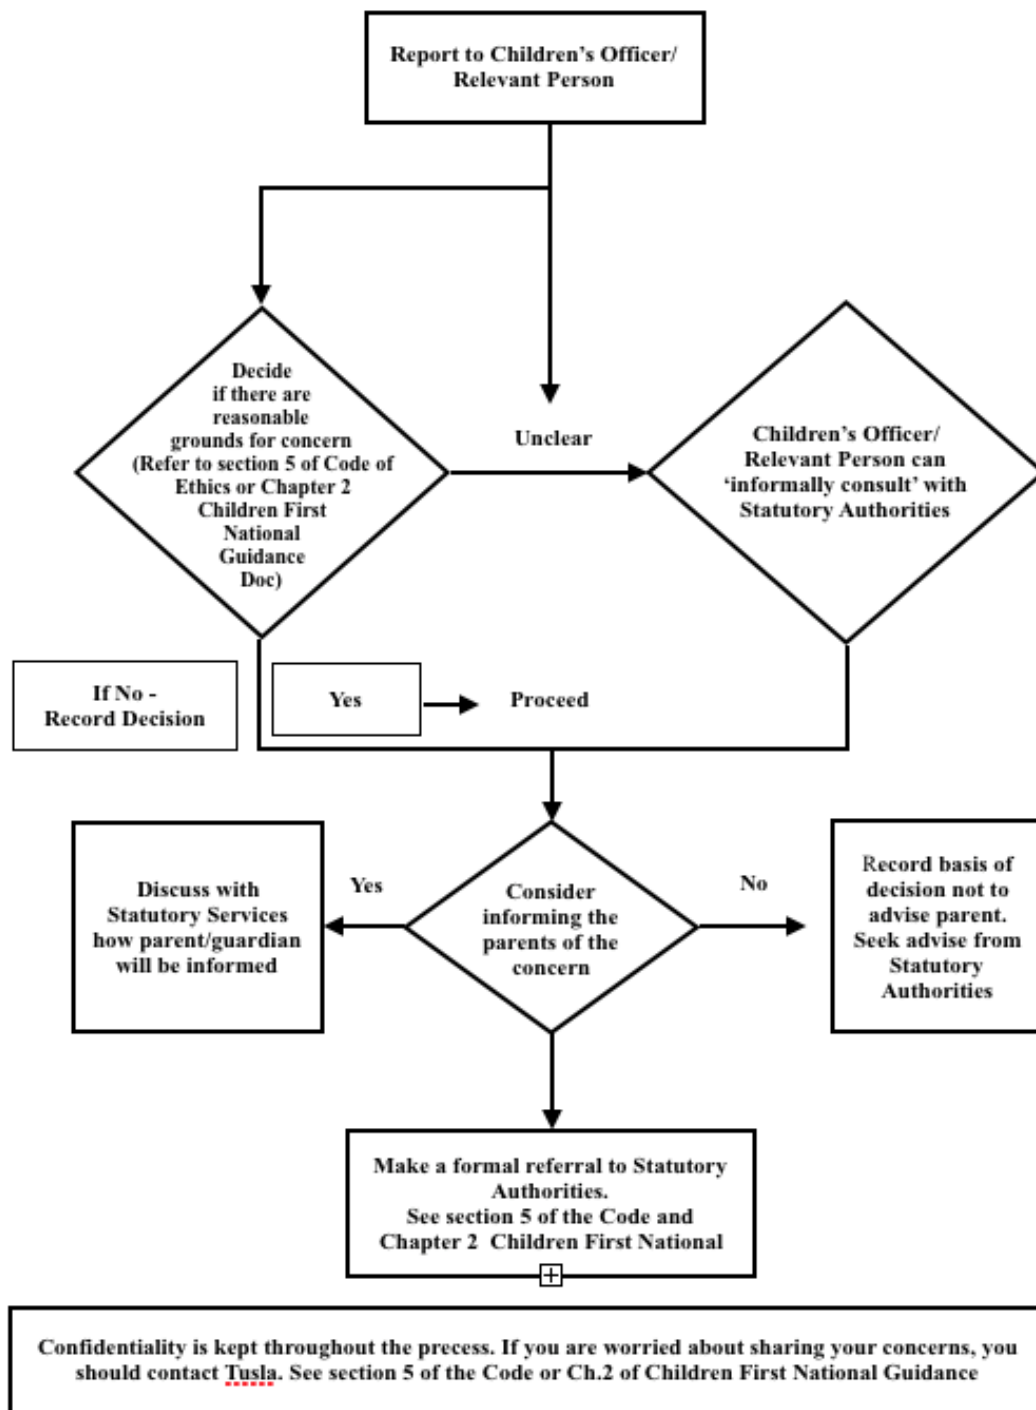 Report to Children's Officer/
Relevant Person
Decide
if there are
reasonable
grounds for concern
(Refer to section 5 of Code of
Ethics or Chapter 2
Children First
National
Guidance
Doc)
Unclear
Children's Officer/
Relevant Person can
'informally consult' with
Statutory Authorities
If No -
Record Decision
Yes
Proceed
Discuss with
Statutory Services
how parent/guardian
will be informed
Yes
Consider
informing the
parents of the
concern
No
Record basis of
decision not to
advise parent.
Seek advise from
Statutory
Authorities
Make a formal referral to Statutory
Authorities.
See section 5 of the Code and
Chapter 2 Children First National
Confidentiality is kept throughout the precess. If you are worried about sharing your concerns, you
should contact Tusla. See section 5 of the Code or Ch.2 of Children First National Guidance